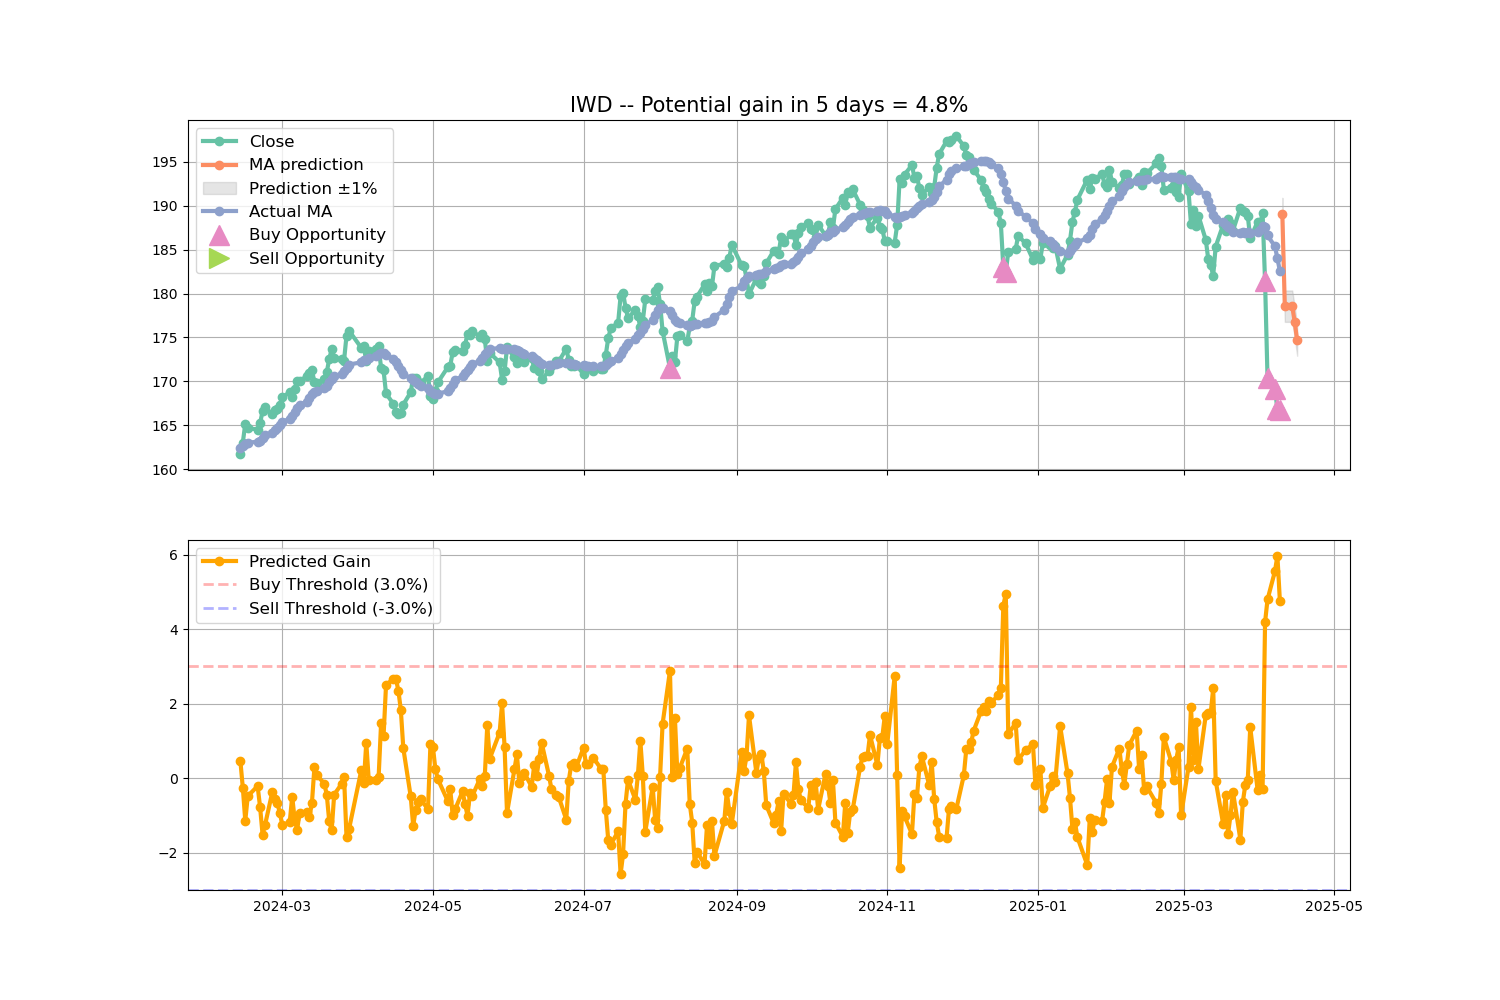 IWD -- Potential gain in 5 days = 4.8%
Close
MA prediction
Prediction ±1%
Actual MA
Buy Opportunity
Sell Opportunity
195
190
185
180
175
170
165
160
Predicted Gain
Buy Threshold (3.0%)
Sell Threshold (-3.0%)
6
4
2
0
−2
2024-03 2024-05 2024-07 2024-09 2024-11 2025-01 2025-03 2025-05